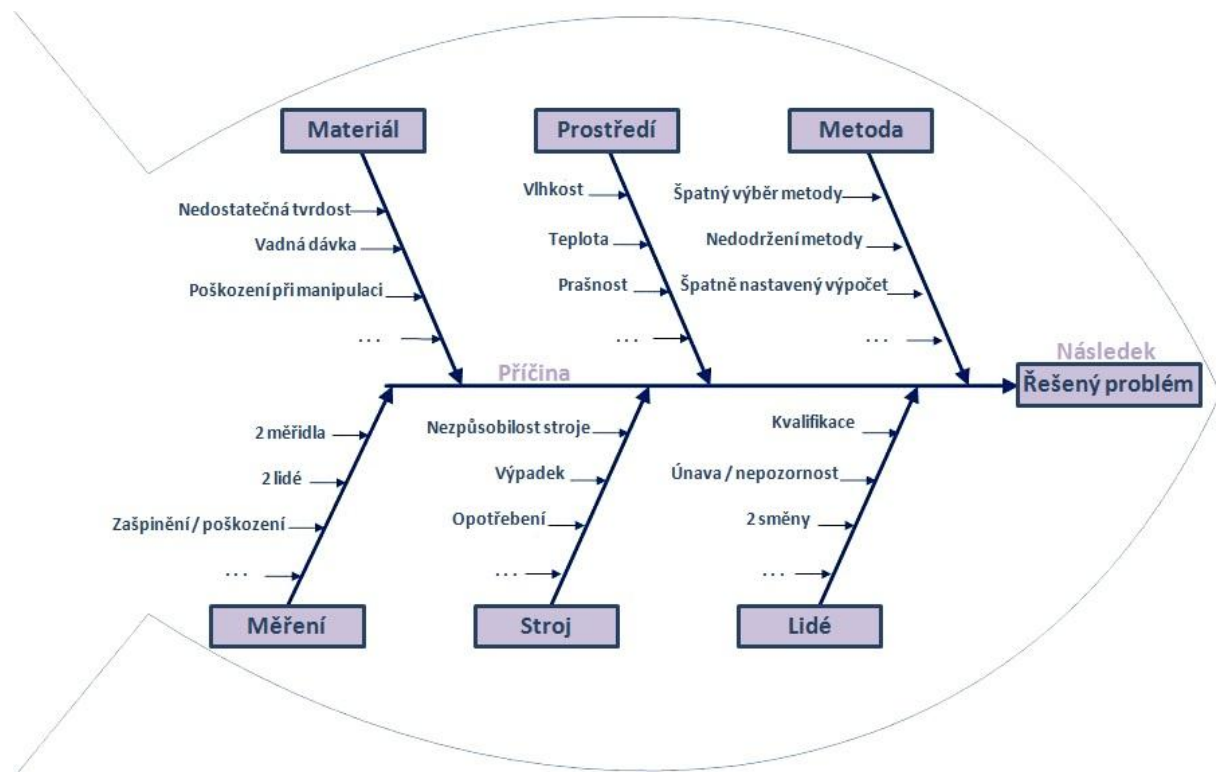 Materiál
Prostředí
Metoda
Nedostatečná tvrdost
Vadná dávka
Poškození při manipulaci
...
Vlhkost
Teplota
Prašnost
...
Špatný výběr metody
Nedodržení metody
Špatně nastavený výpočet
...
Příčina
Následek
Řešený problém
2 měřidla
2 lidé
Zašpinění / poškození
...
Nezpůsobilost stroje
Výpadek
Opotřebení
...
Kvalifikace
Únava / nepozornost
2 směny
...
Měření
Stroj
Lidé